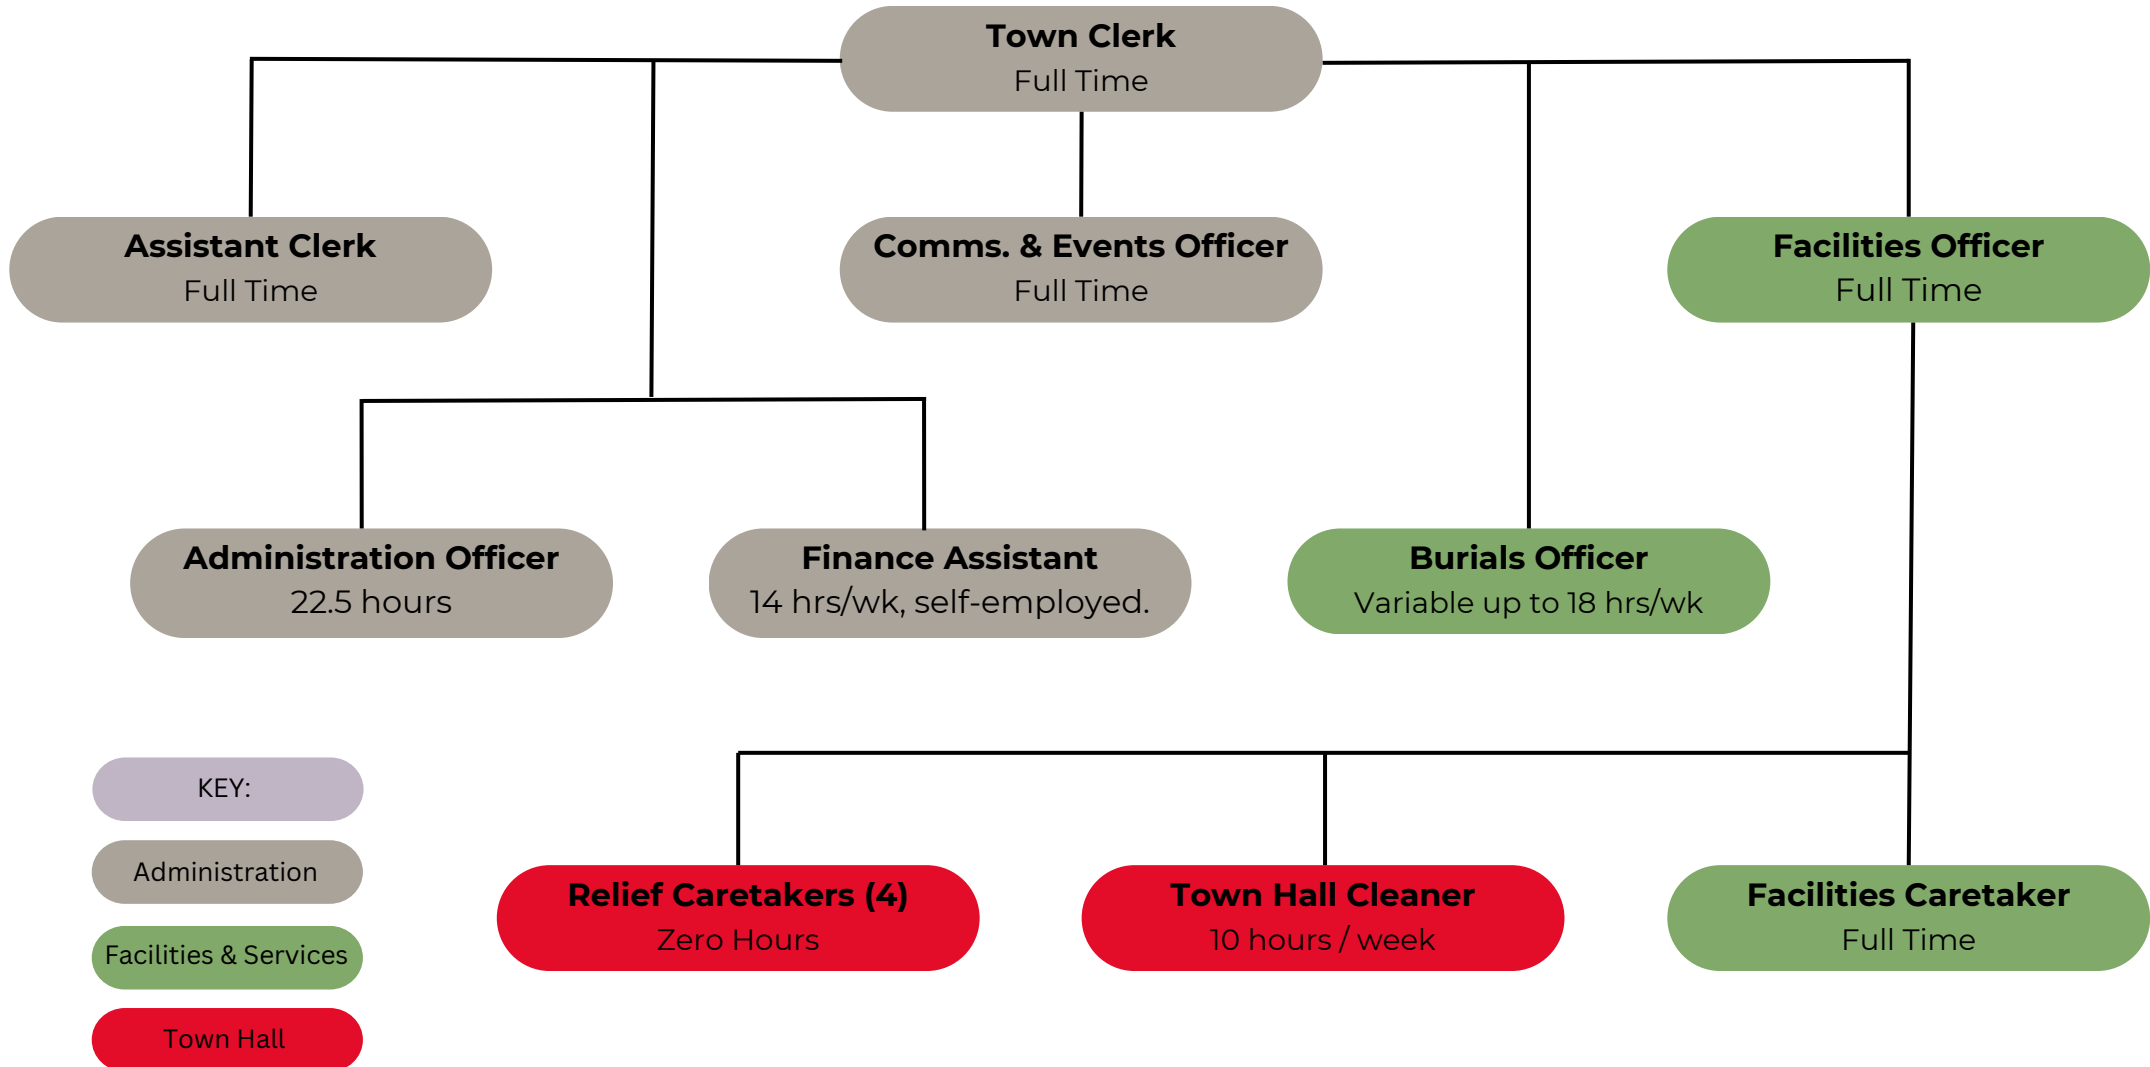 Town Clerk
Full Time
Assistant Clerk
Full Time
Comms. & Events Officer
Full Time
Facilities Officer
Full Time
Administration Officer
22.5 hours
Finance Assistant
14 hrs/wk, self-employed.
Burials Officer
Variable up to 18 hrs/wk
KEY:
Administration
Facilities & Services
Town Hall
Relief Caretakers (4)
Zero Hours
Town Hall Cleaner
10 hours / week
Facilities Caretaker
Full Time